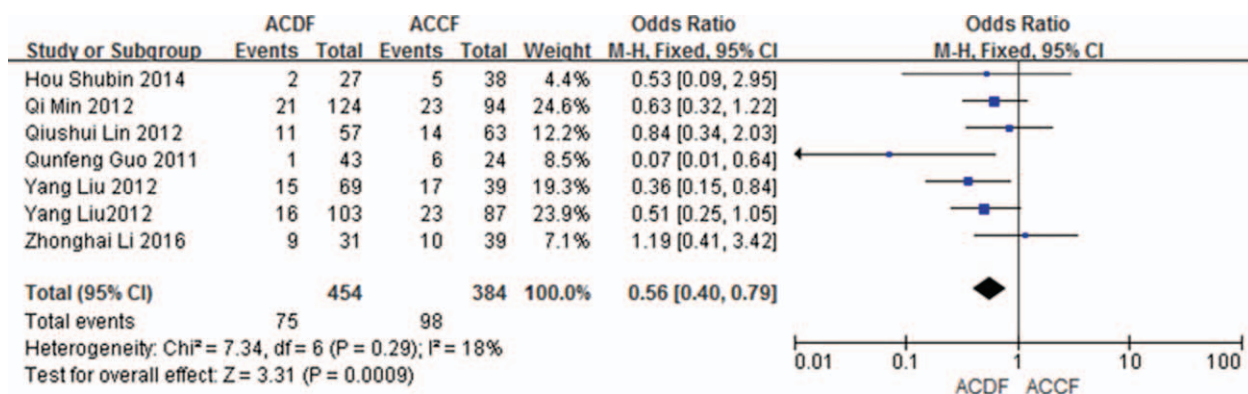 ACDF ACCF Odds Ratio Odds Ratio
Study or Subgroup Events Total Events Total Weight M-H, Fixed, 95% CI M-H, Fixed, 95% CI
Hou Shubin 2014 2 27 5 38 4.4% 0.53 [0.09, 2.95]
Qi Min 2012 21 124 23 94 24.6% 0.63 [0.32, 1.22]
Qiushui Lin 2012 11 57 14 63 12.2% 0.84 [0.34, 2.03]
Qunfeng Guo 2011 1 43 6 24 8.5% 0.07 [0.01, 0.64]
Yang Liu 2012 15 69 17 39 19.3% 0.36 [0.15, 0.84]
Yang Liu2012 16 103 23 87 23.9% 0.51 [0.25, 1.05]
Zhonghai Li 2016 9 31 10 39 7.1% 1.19 [0.41, 3.42]
Total (95% CI) 454 384 100.0% 0.56 [0.40, 0.79]
Total events 75 98
Heterogeneity: Chi² = 7.34, df = 6 (P = 0.29); I² = 18%
Test for overall effect: Z = 3.31 (P = 0.0009)
0.01 0.1 1 10 100
ACDF ACCF